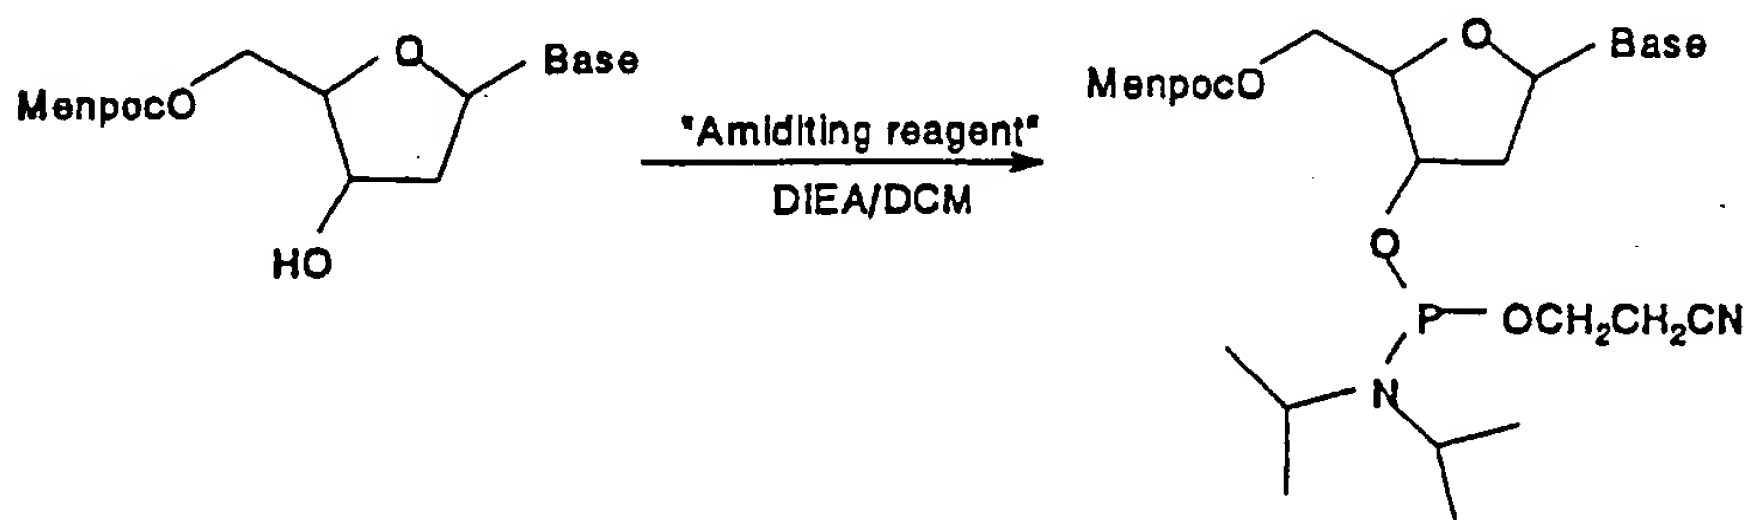 O
Base
MenpocO
HO
"Amiditing reagent"
DIEA/DCM
O
Base
MenpocO
O
P
OCH₂CH₂CN
N